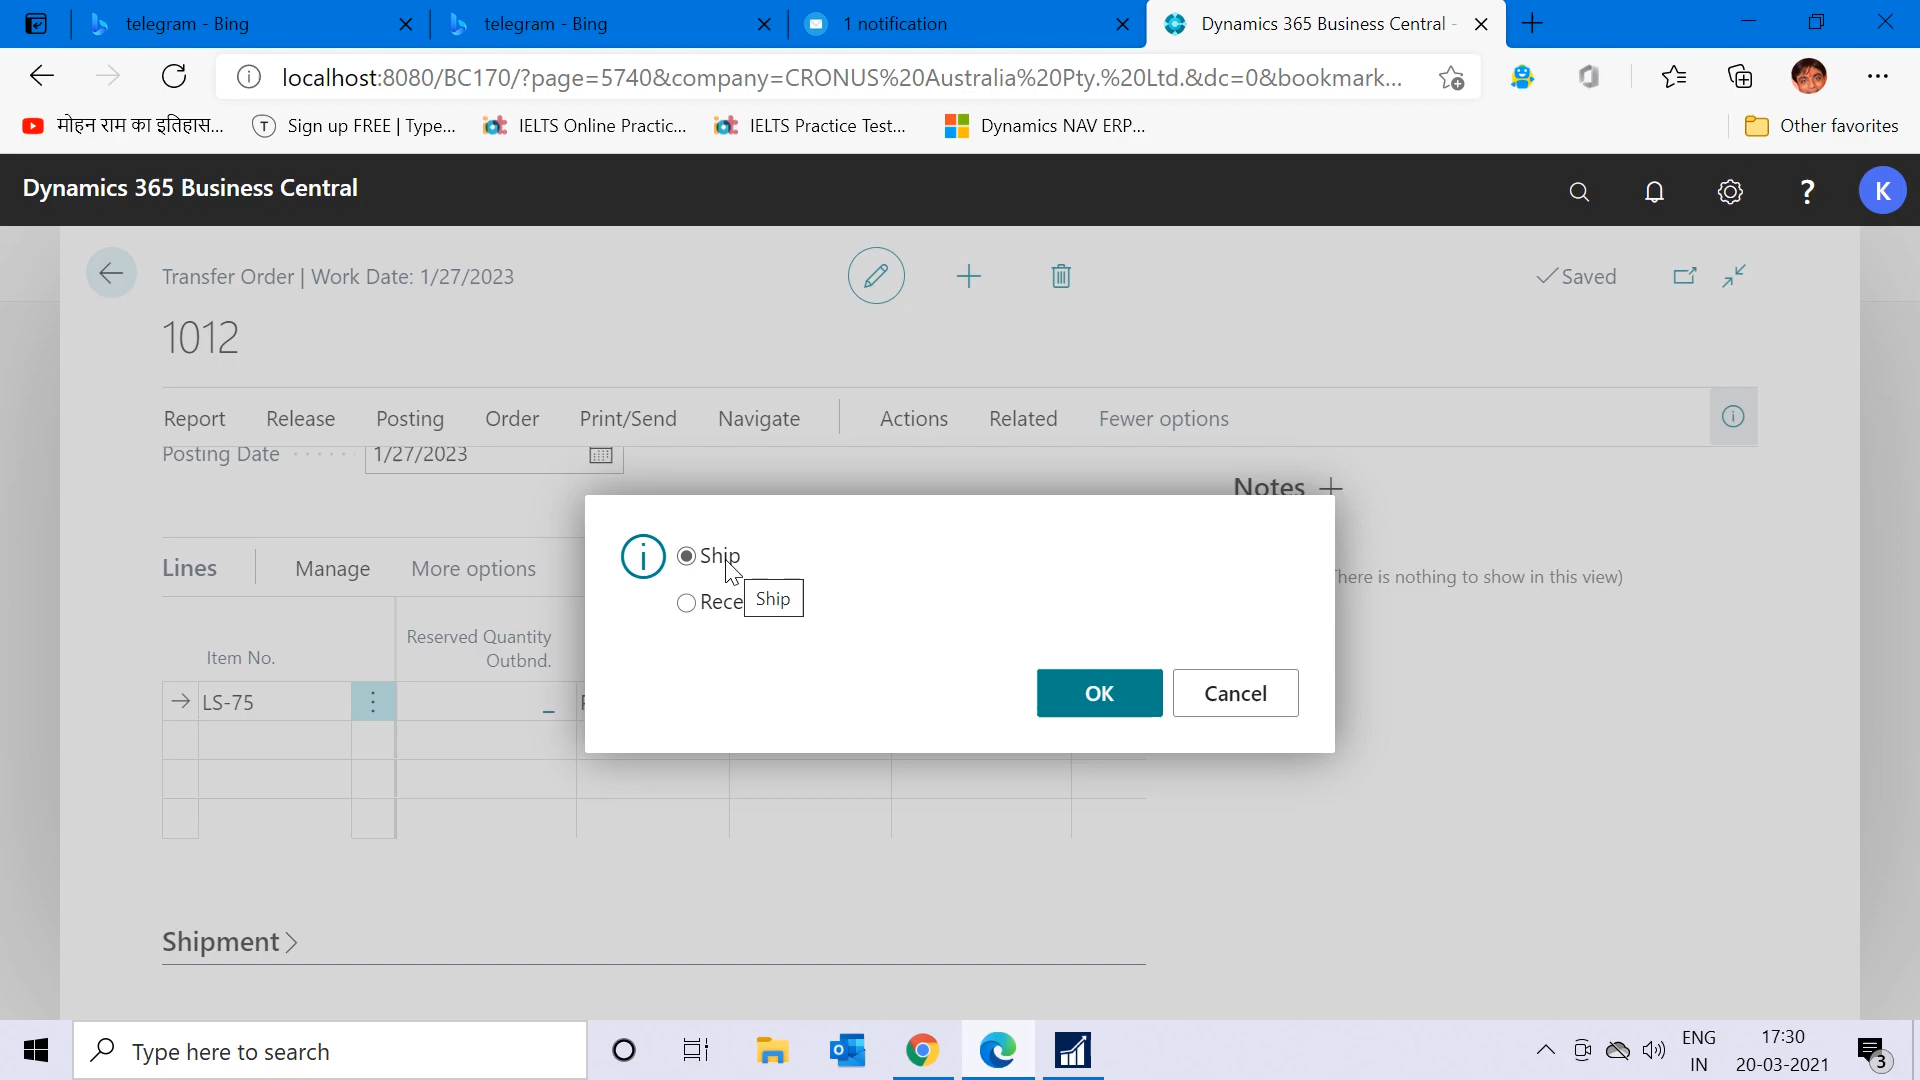 telegram - Bing
telegram - Bing
1 notification
Dynamics 365 Business Central -
localhost:8080/BC170/?page=5740&company=CRONUS%20Australia%20Pty.%20Ltd.&dc=0&bookmark...
मोहन राम का इतिहास...
Sign up FREE | Type...
IELTS Online Practic...
IELTS Practice Test...
Dynamics NAV ERP...
Other favorites
Dynamics 365 Business Central
K
Transfer Order | Work Date: 1/27/2023
Saved
1012
Report
Release
Posting
Order
Print/Send
Navigate
Actions
Related
Fewer options
Posting Date
1/27/2023
Notes
Ship
Rece
Ship
OK
Cancel
here is nothing to show in this view)
Lines
Manage
More options
Item No.
Reserved Quantity
Outbnd.
LS-75
_
Shipment
Type here to search
ENG
IN
17:30
20-03-2021
3